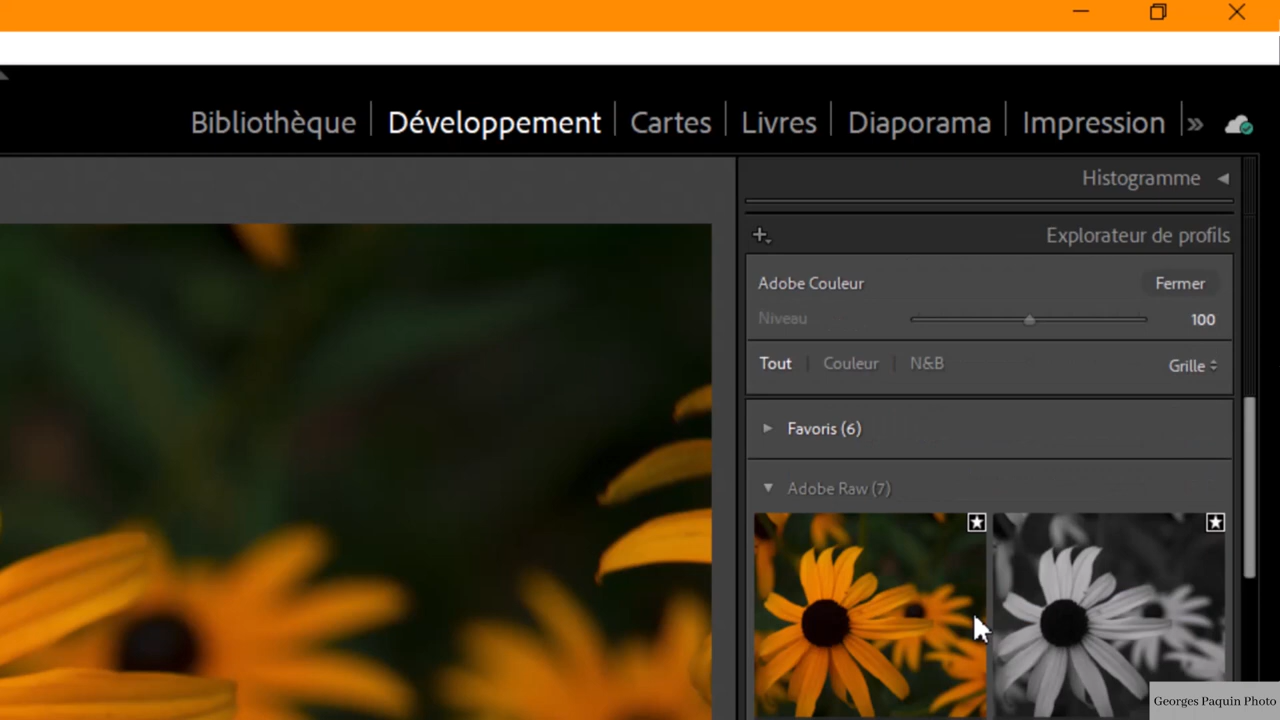 Bibliothèque | Développement | Cartes | Livres | Diaporama | Impression | »
Histogramme
Explorateur de profils
Adobe Couleur Fermer
Niveau 100
Tout | Couleur | N&B Grille
Favoris (6)
Adobe Raw (7)
Georges Paquin Photo